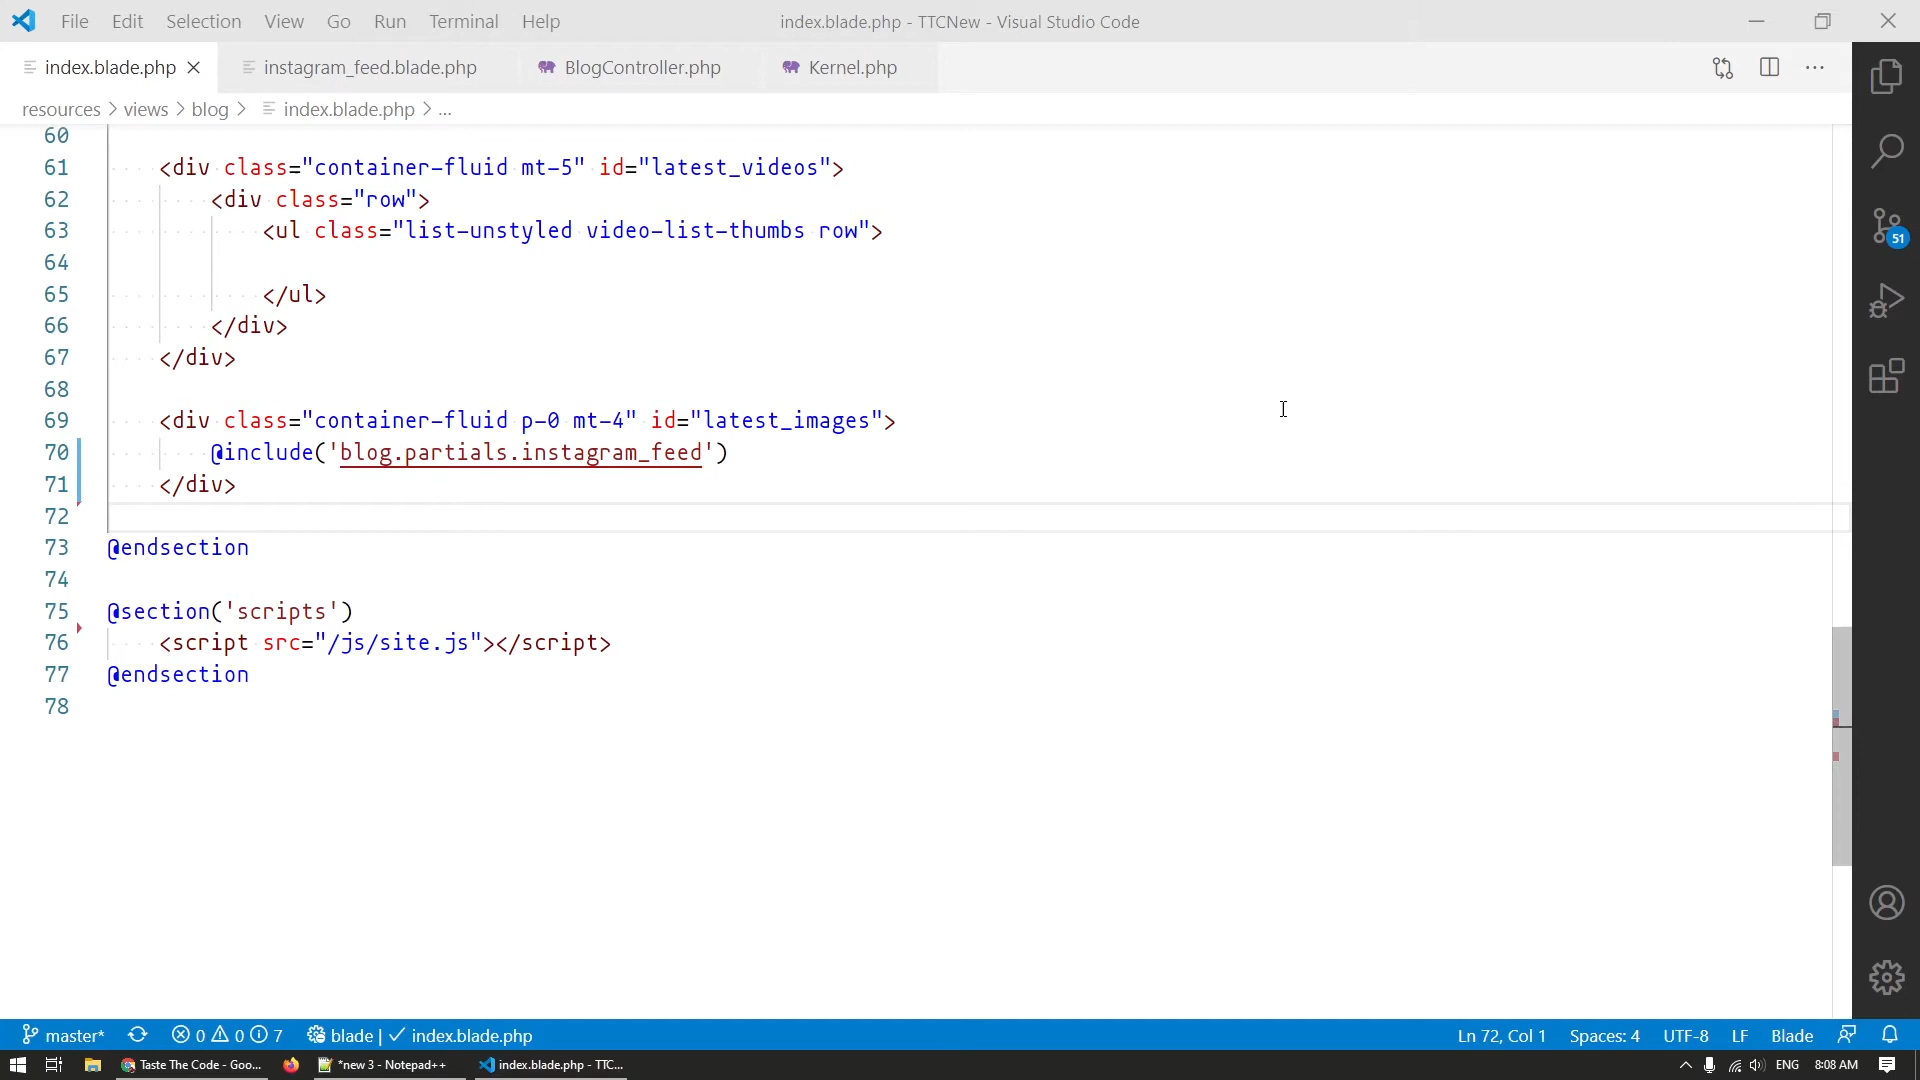 File Edit Selection View Go Run Terminal Help
index.blade.php - TTCNew - Visual Studio Code
index.blade.php instagram_feed.blade.php BlogController.php Kernel.php
resources > views > blog > index.blade.php > ...
60
61 <div class="container-fluid mt-5" id="latest_videos">
62 <div class="row">
63 <ul class="list-unstyled video-list-thumbs row">
64
65 </ul>
66 </div>
67 </div>
68
69 <div class="container-fluid p-0 mt-4" id="latest_images">
70 @include('blog.partials.instagram_feed')
71 </div>
72
73 @endsection
74
75 @section('scripts')
76 <script src="/js/site.js"></script>
77 @endsection
78
51
master* 0 0 7 blade | ✓ index.blade.php Ln 72, Col 1 Spaces: 4 UTF-8 LF Blade
Taste The Code - Goo... *new 3 - Notepad++ index.blade.php - TTC... ENG 8:08 AM